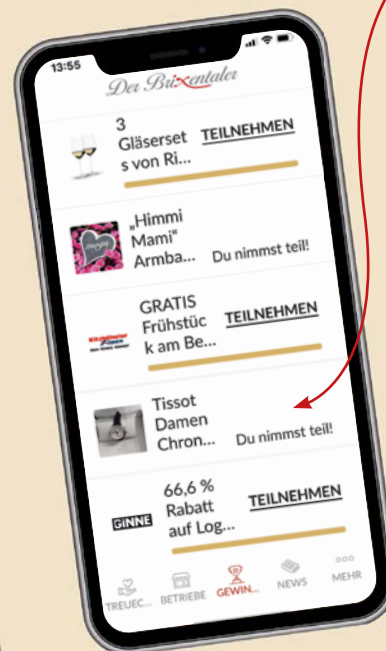 13:55
Der Brixentaler
3
Gläserset
s von Ri...
TEILNEHMEN
„Himmi
Mami“
Armba...
Du nimmst teil!
GRATIS
Frühstüc
k am Be...
TEILNEHMEN
Tissot
Damen
Chron...
Du nimmst teil!
GINNE
66,6 %
Rabatt
auf Log...
TEILNEHMEN
TREUEC...
BETRIEBE
GEWIN...
NEWS
MEHR